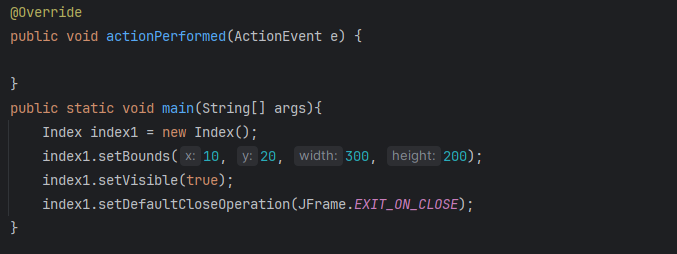 @Override
public void actionPerformed(ActionEvent e) {
}
public static void main(String[] args){
Index index1 = new Index();
index1.setBounds( x: 10, y: 20, width: 300, height: 200);
index1.setVisible(true);
index1.setDefaultCloseOperation(JFrame.EXIT_ON_CLOSE);
}